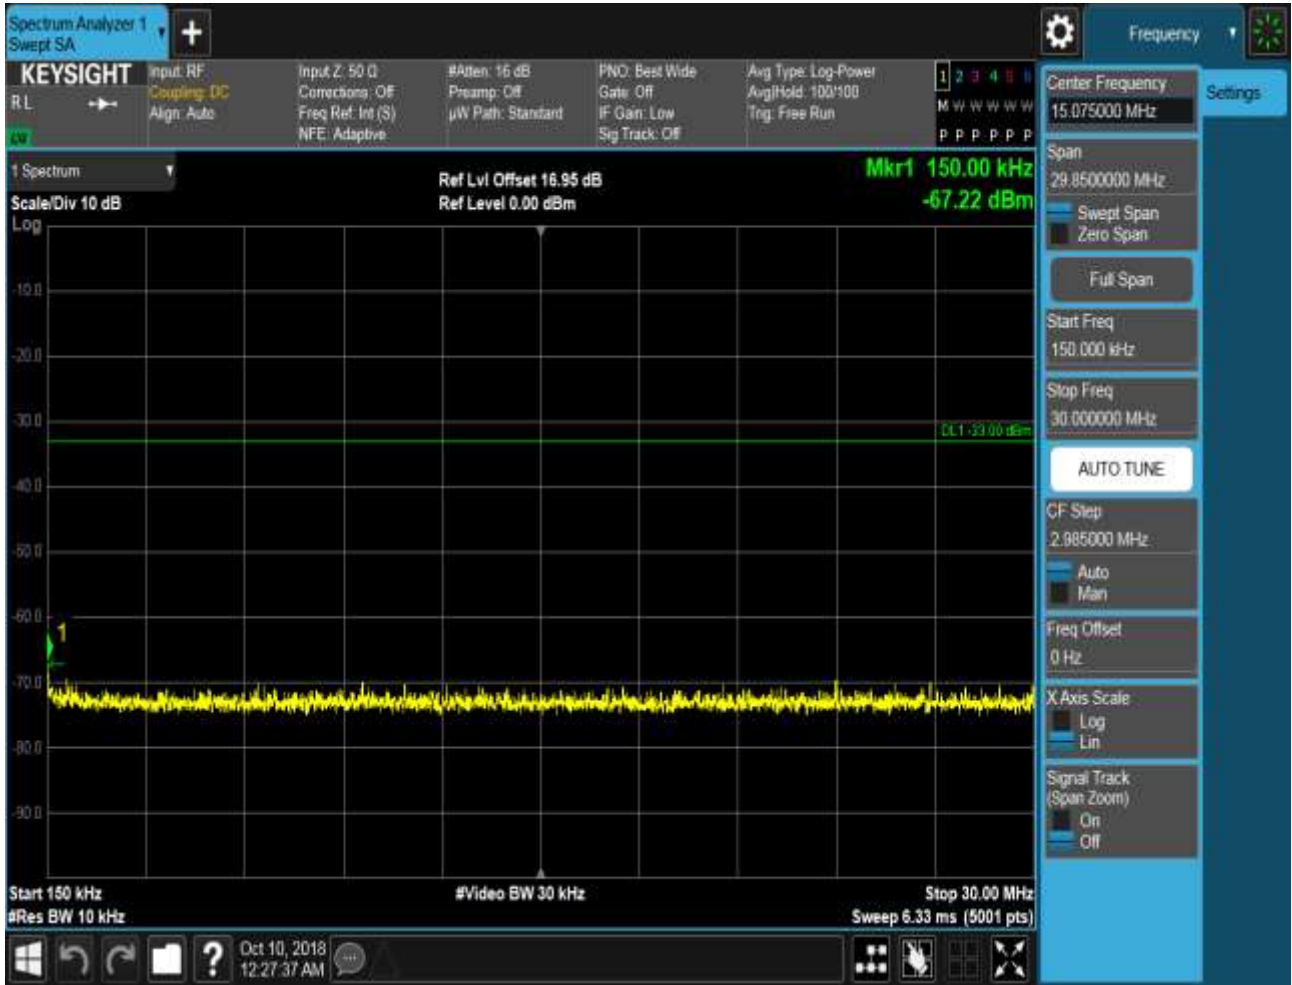 Spectrum Analyzer 1
Swept SA
Frequency
KEYSIGHT
R L
Input: RF
Coupling: DC
Align: Auto
Input Z: 50 Ω
Corrections: Off
Freq Ref: Int (S)
NFE: Adaptive
#Atten: 16 dB
Preamp: Off
µW Path: Standard
PNO: Best Wide
Gate: Off
IF Gain: Low
Sig Track: Off
Avg Type: Log-Power
Avg|Hold: 100/100
Trig: Free Run
1 2 3 4 5 6
M W W W W W
P P P P P P
1 Spectrum
Scale/Div 10 dB
Log
Ref Lvl Offset 16.95 dB
Ref Level 0.00 dBm
Mkr1 150.00 kHz
-67.22 dBm
-10.0
-20.0
-30.0
DL1 -33.00 dBm
-40.0
-50.0
-60.0
1
-70.0
-80.0
-90.0
Start 150 kHz
#Res BW 10 kHz
#Video BW 30 kHz
Stop 30.00 MHz
Sweep 6.33 ms (5001 pts)
Oct 10, 2018
12:27:37 AM
Center Frequency
15.075000 MHz
Settings
Span
29.8500000 MHz
Swept Span
Zero Span
Full Span
Start Freq
150.000 kHz
Stop Freq
30.000000 MHz
AUTO TUNE
CF Step
2.985000 MHz
Auto
Man
Freq Offset
0 Hz
X Axis Scale
Log
Lin
Signal Track
(Span Zoom)
On
Off